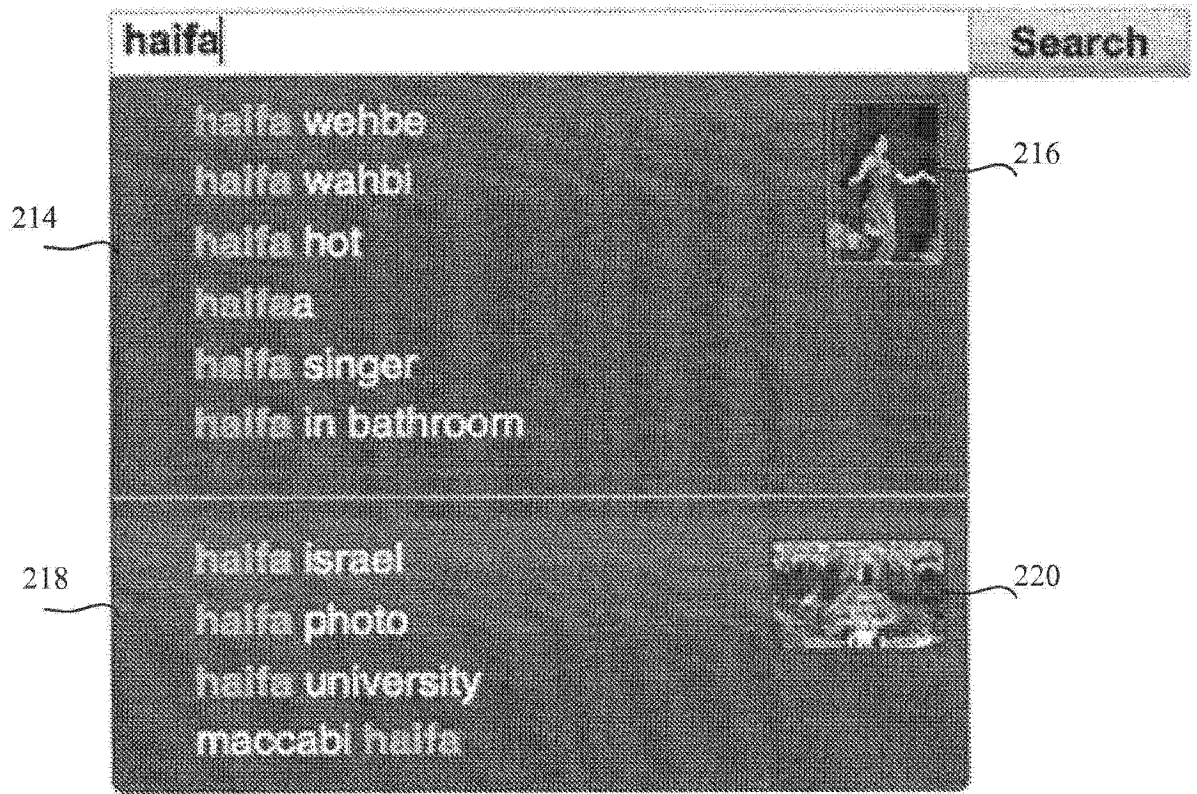 haifa Search
haifa wehbe
216
haifa wahbi
214
haifa hot
haifaa
haifa singer
haifa in bathroom
haifa israel
218
220
haifa photo
haifa university
maccabi haifa